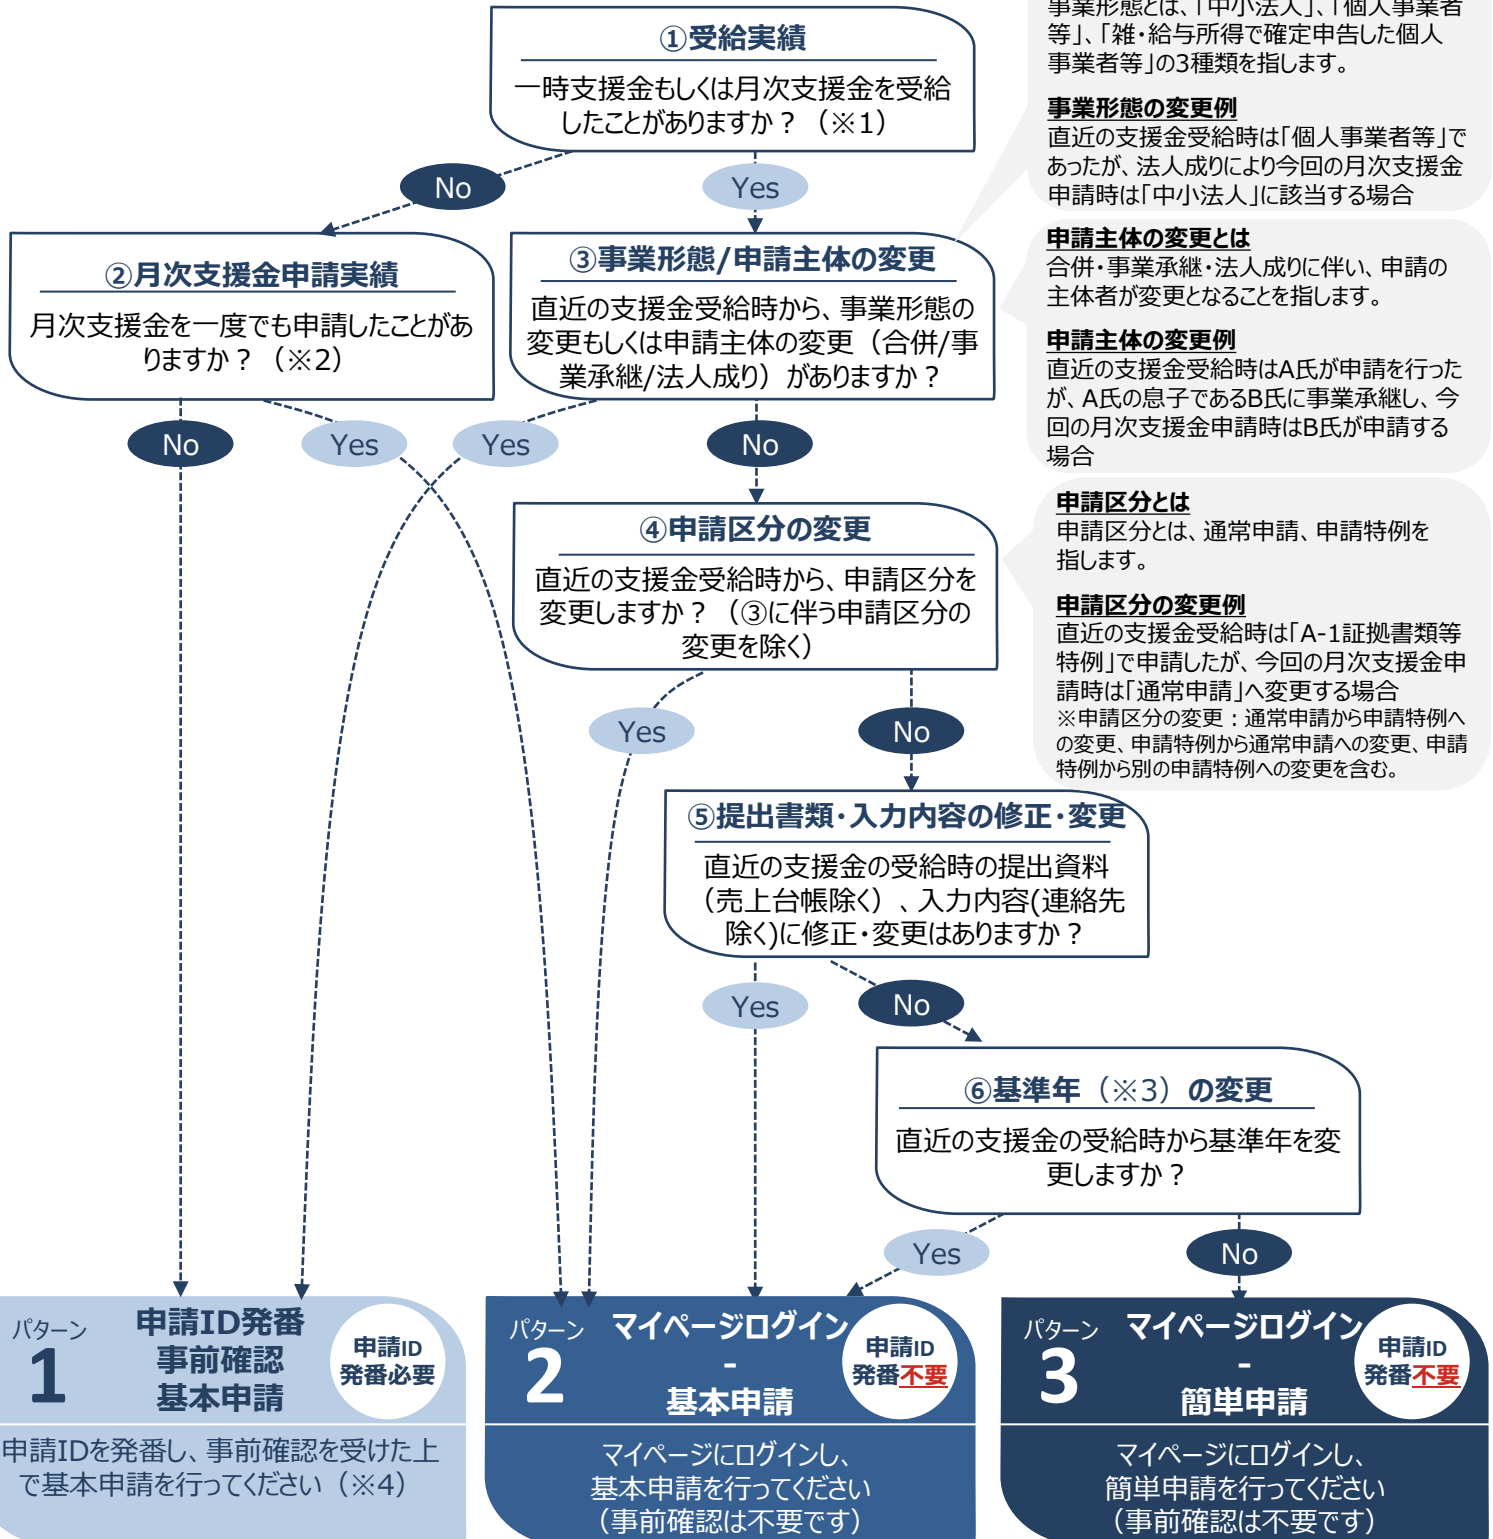 ①受給実績
一時支援金もしくは月次支援金を受給
したことがありますか？（※1）
No
Yes
事業形態とは、「中小法人」、「個人事業者
等」、「雑・給与所得で確定申告した個人
事業者等」の3種類を指します。
事業形態の変更例
直近の支援金受給時は「個人事業者等」で
あったが、法人成りにより今回の月次支援金
申請時は「中小法人」に該当する場合
②月次支援金申請実績
月次支援金を一度でも申請したことがあ
りますか？（※2）
③事業形態/申請主体の変更
直近の支援金受給時から、事業形態の
変更もしくは申請主体の変更（合併/事
業承継/法人成り）がありますか？
申請主体の変更とは
合併・事業承継・法人成りに伴い、申請の
主体者が変更となることを指します。
申請主体の変更例
直近の支援金受給時はA氏が申請を行った
が、A氏の息子であるB氏に事業承継し、今
回の月次支援金申請時はB氏が申請する
場合
No
Yes
Yes
No
④申請区分の変更
直近の支援金受給時から、申請区分を
変更しますか？（③に伴う申請区分の
変更を除く）
申請区分とは
申請区分とは、通常申請、申請特例を
指します。
申請区分の変更例
直近の支援金受給時は「A-1証拠書類等
特例」で申請したが、今回の月次支援金申
請時は「通常申請」へ変更する場合
※申請区分の変更：通常申請から申請特例へ
の変更、申請特例から通常申請への変更、申請
特例から別の申請特例への変更を含む。
Yes
No
⑤提出書類・入力内容の修正・変更
直近の支援金の受給時の提出資料
（売上台帳除く）、入力内容(連絡先
除く)に修正・変更はありますか？
Yes
No
⑥基準年（※3）の変更
直近の支援金の受給時から基準年を変
更しますか？
Yes
No
パターン
1
申請ID発番
事前確認
基本申請
申請ID
発番必要
申請IDを発番し、事前確認を受けた上
で基本申請を行ってください（※4）
パターン
2
マイページログイン
-
基本申請
申請ID
発番不要
マイページにログインし、
基本申請を行ってください
（事前確認は不要です）
パターン
3
マイページログイン
-
簡単申請
申請ID
発番不要
マイページにログインし、
簡単申請を行ってください
（事前確認は不要です）